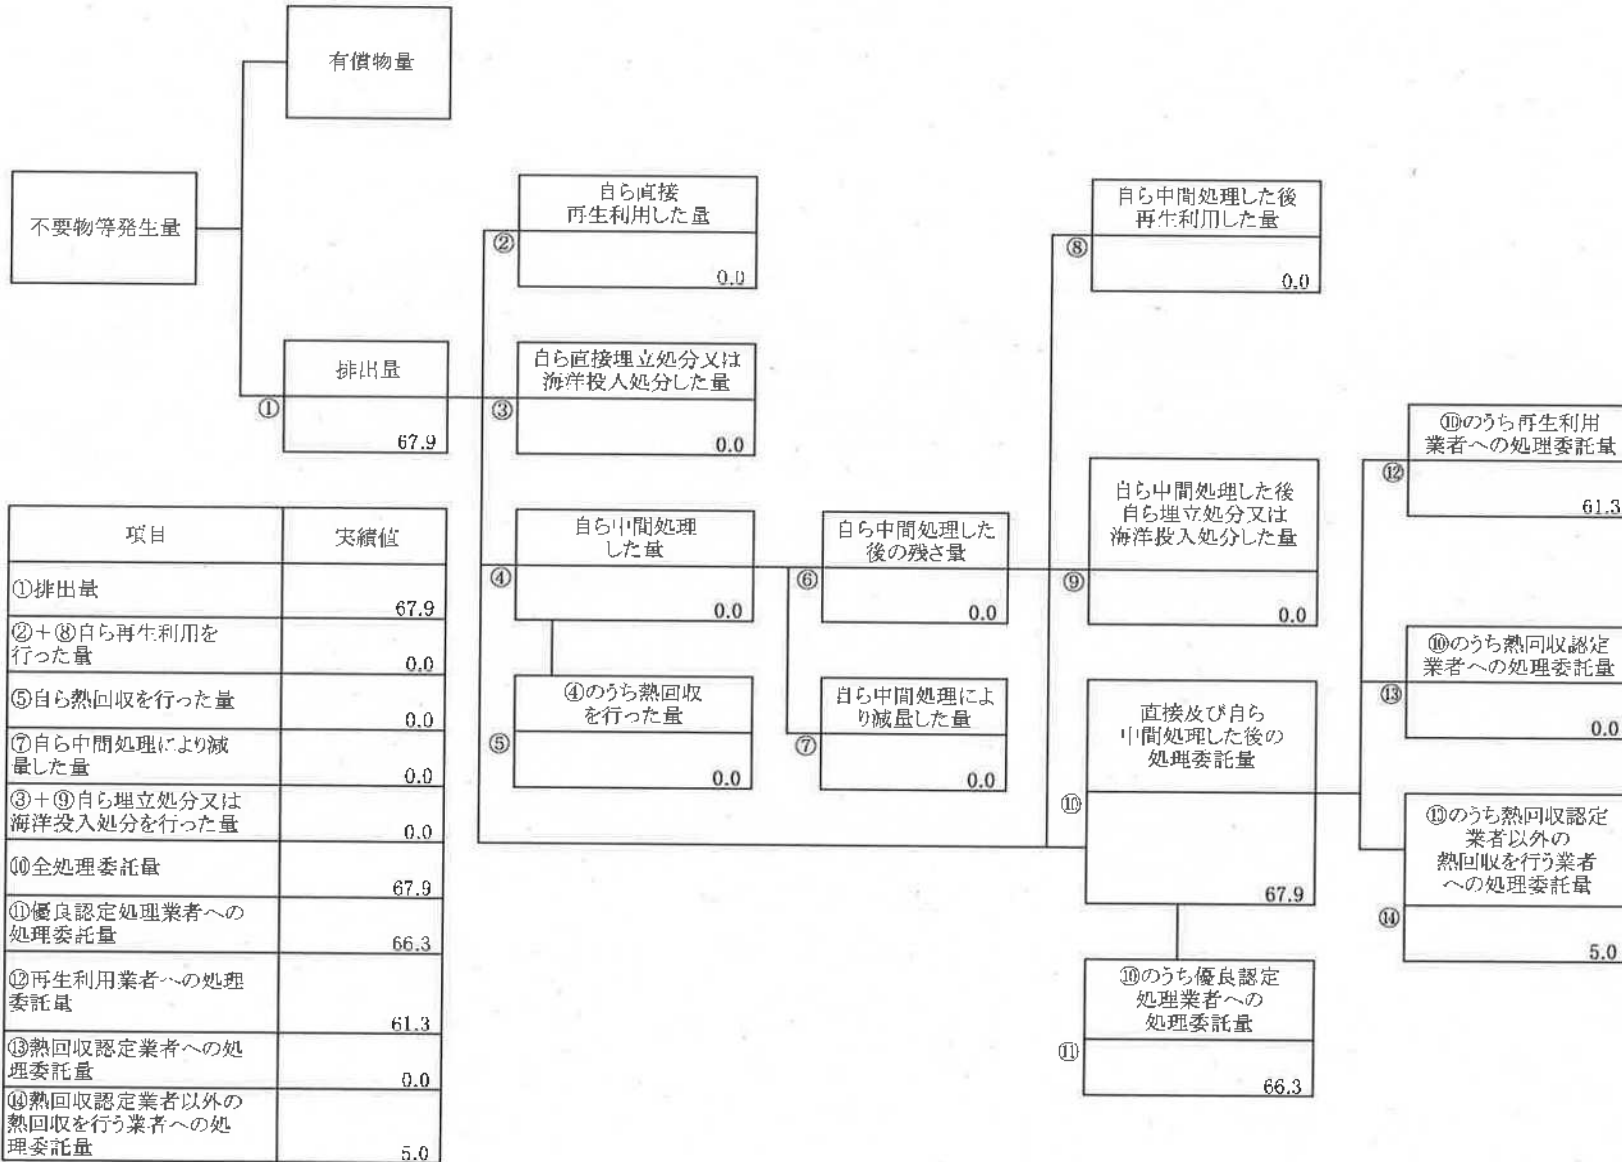 有償物量
不要物等発生量
自ら直接
再生利用した量
②
0.0
自ら中間処理した後
再生利用した量
⑧
0.0
排出量
①
67.9
自ら直接埋立処分又は
海洋投入処分した量
③
0.0
⑩のうち再生利用
業者への処理委託量
⑫
61.3
自ら中間処理
した量
④
0.0
自ら中間処理した
後の残さ量
⑥
0.0
自ら中間処理した後
自ら埋立処分又は
海洋投入処分した量
⑨
0.0
⑩のうち熱回収認定
業者への処理委託量
⑬
0.0
④のうち熱回収
を行った量
⑤
0.0
自ら中間処理によ
り減量した量
⑦
0.0
直接及び自ら
中間処理した後の
処理委託量
⑩
67.9
⑩のうち熱回収認定
業者以外の
熱回収を行う業者
への処理委託量
⑭
5.0
⑩のうち優良認定
処理業者への
処理委託量
⑪
66.3
項目 実績値
①排出量
67.9
②+⑧自ら再生利用を
行った量
0.0
⑤自ら熱回収を行った量
0.0
⑦自ら中間処理により減
量した量
0.0
③+⑨自ら埋立処分又は
海洋投入処分を行った量
0.0
⑩全処理委託量
67.9
⑪優良認定処理業者への
処理委託量
66.3
⑫再生利用業者への処理
委託量
61.3
⑬熱回収認定業者への処
理委託量
0.0
⑭熱回収認定業者以外の
熱回収を行う業者への処
理委託量
5.0